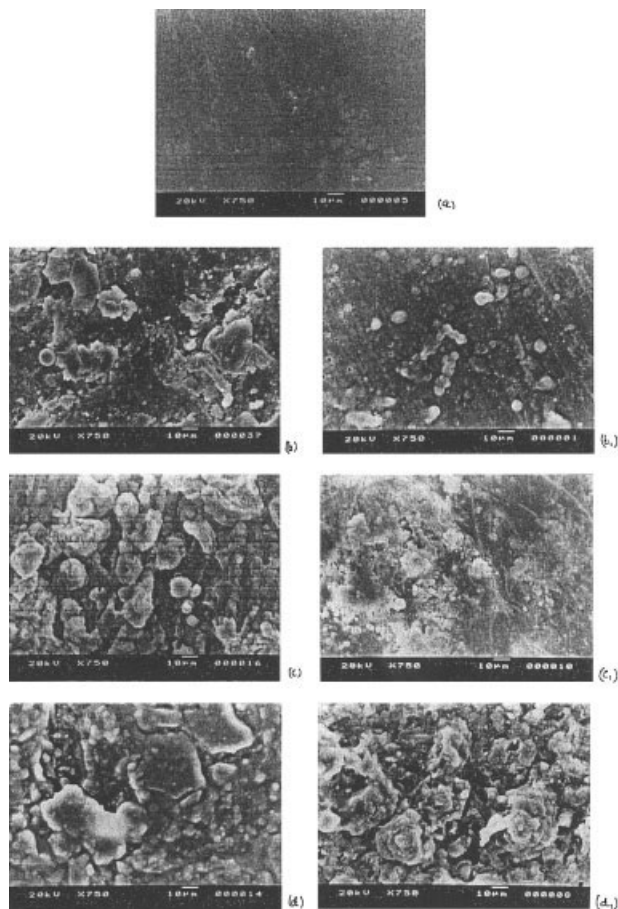 20kV X750 10μm 000005 (a)
20kV X750 10μm 000037 (b)
20kV X750 10μm 000001 (b₁
20kV X750 10μm 000016 (c)
20kV X750 10μm 000010 (c₁
20kV X750 10μm 000014 (d)
20kV X750 10μm (d₁)